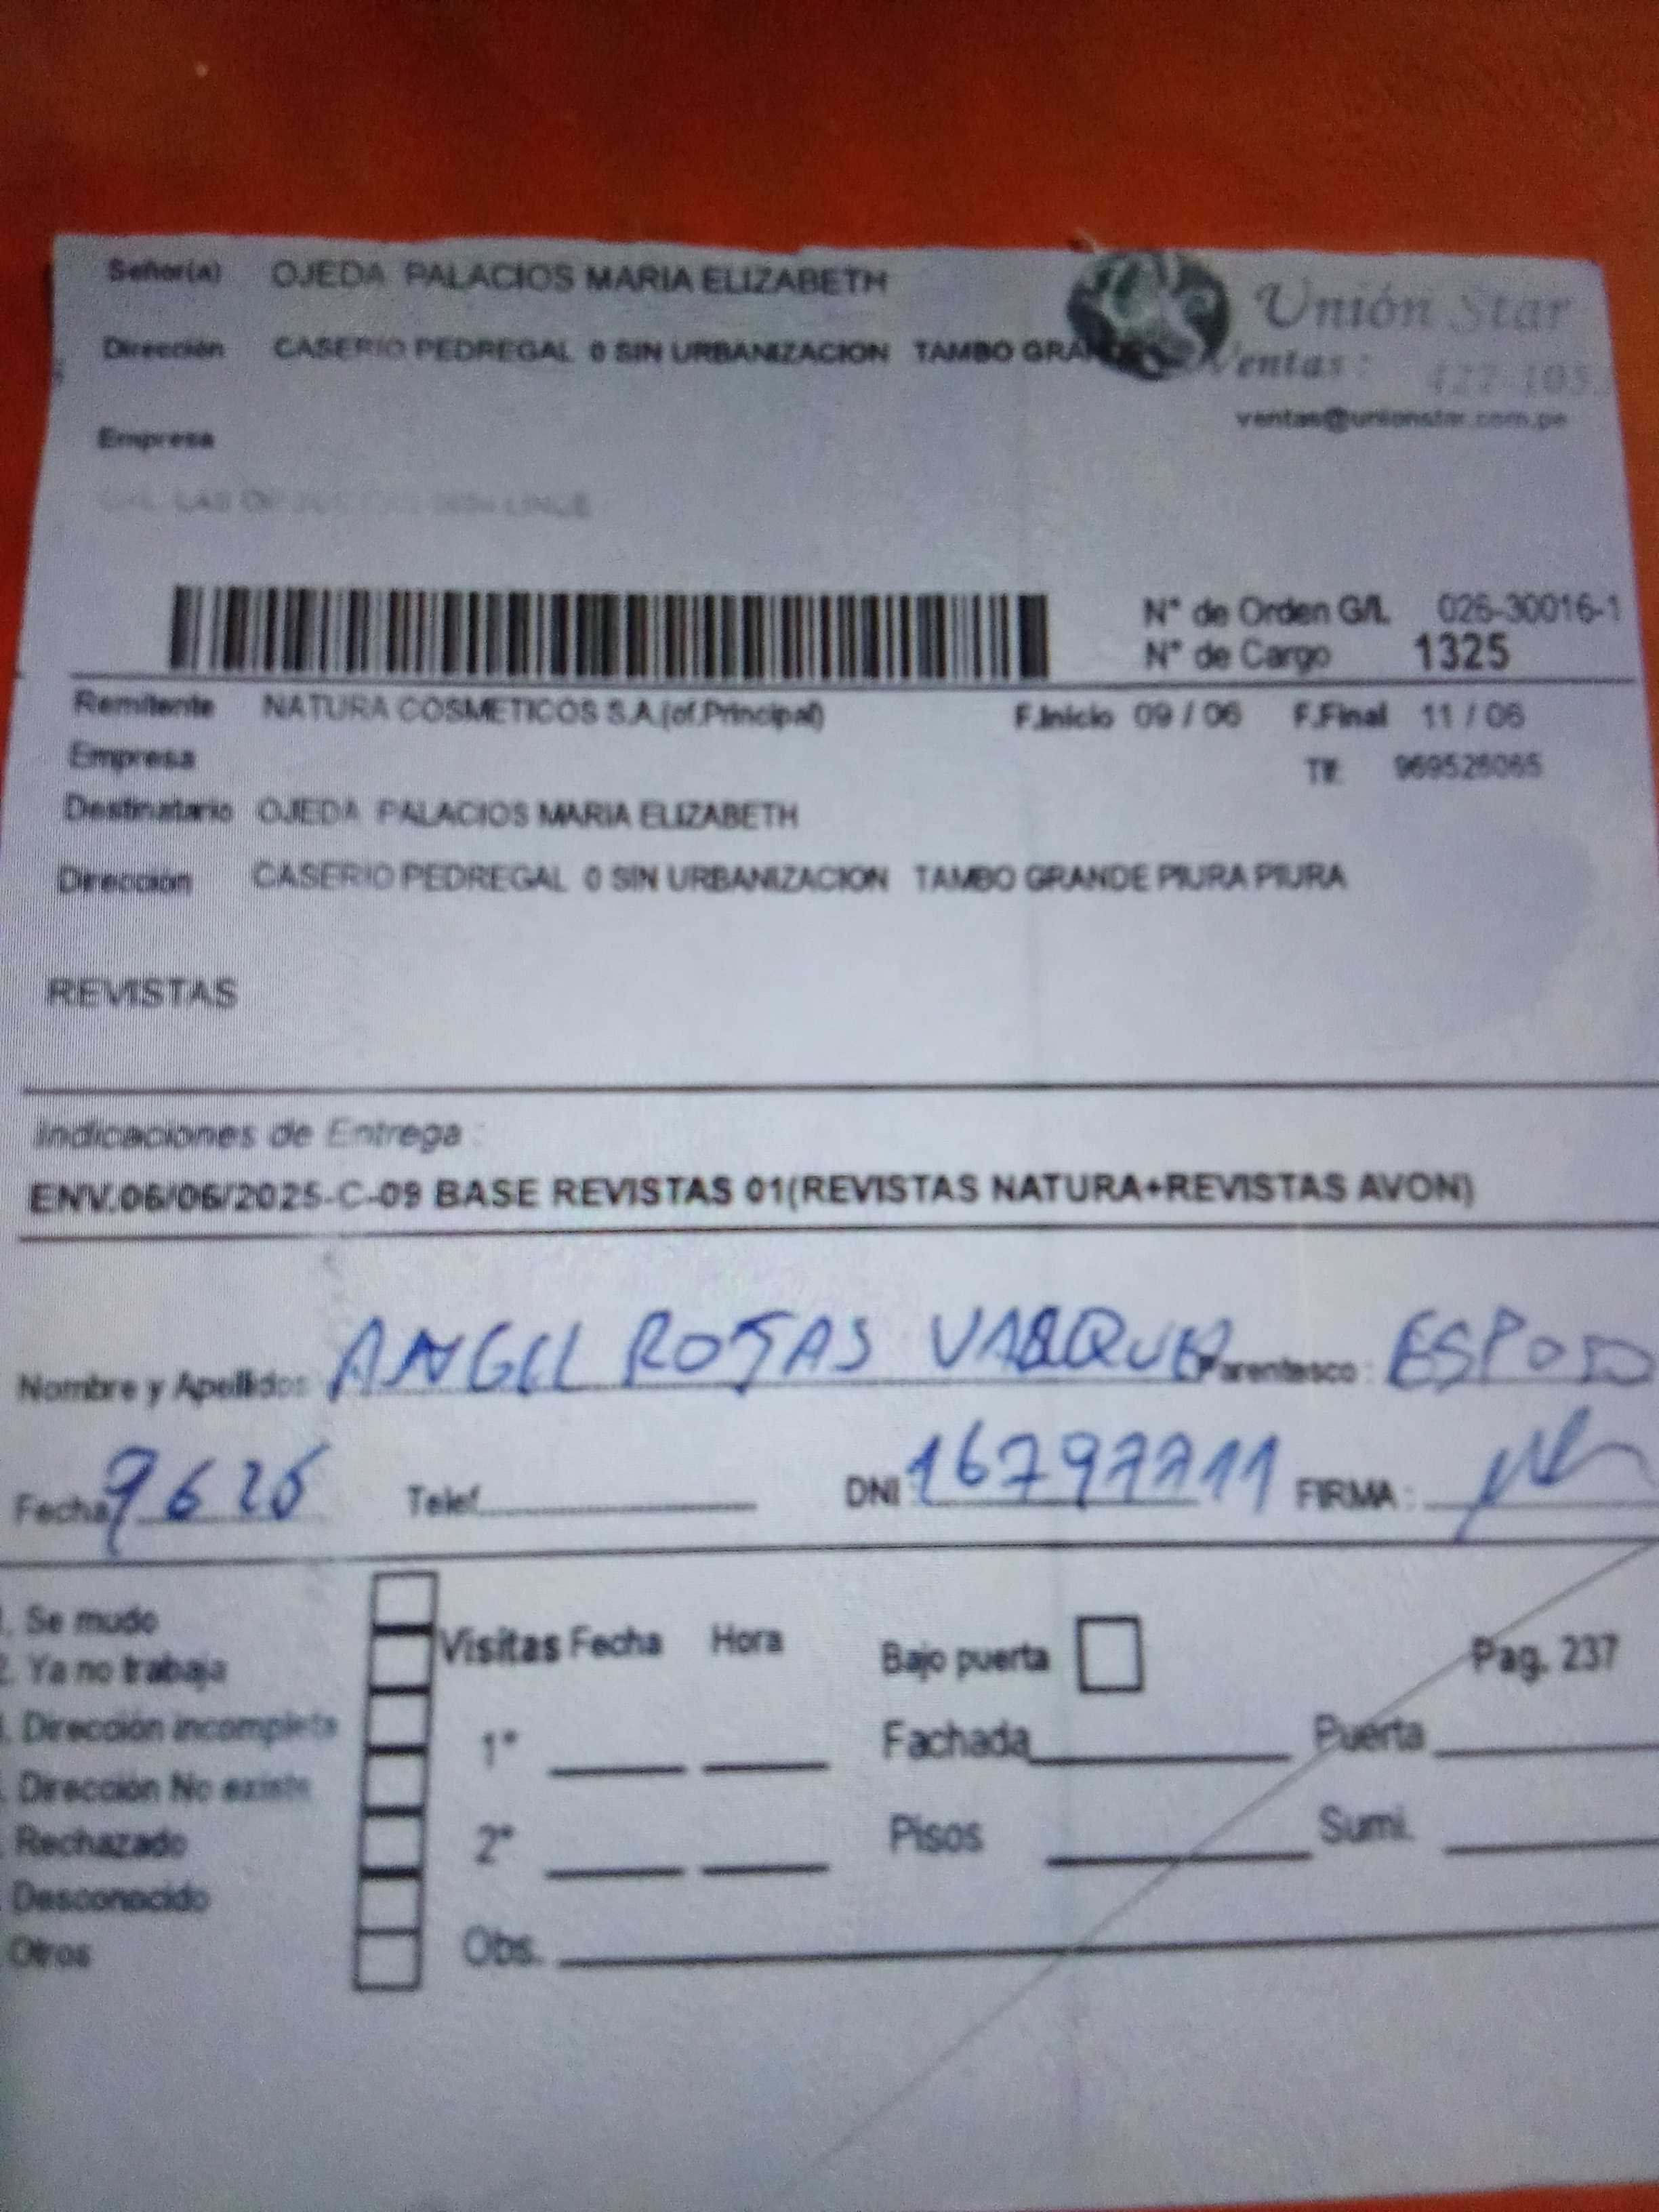 Señor(a) OJEDA PALACIOS MARIA ELIZABETH
Unión Star
Dirección CASERIO PEDREGAL 0 SIN URBANIZACION TAMBO GRANDE
Ventas: 422-105
ventas@unionstar.com.pe
Empresa
N° de Orden G/L 026-30016-1
N° de Cargo 1325
Remitente NATURA COSMETICOS S.A.(of.Principal) F.Inicio 09 / 06 F.Final 11 / 06
Empresa Tlf. 969526065
Destinatario OJEDA PALACIOS MARIA ELIZABETH
Dirección CASERIO PEDREGAL 0 SIN URBANIZACION TAMBO GRANDE PIURA PIURA
REVISTAS
Indicaciones de Entrega :
ENV.06/06/2025-C-09 BASE REVISTAS 01(REVISTAS NATURA+REVISTAS AVON)
Nombre y Apellidos ANGEL ROJAS Parentesco : ESPOSO
Fecha 9 6 25 Telef. DNI FIRMA :
Se mudo
Visitas Fecha Hora Bajo puerta Pag. 237
Ya no trabaja
Dirección incompleta 1° Fachada Puerta
Dirección No existe
Rechazado 2° Pisos Sumi.
Desconocido
Otros Obs.